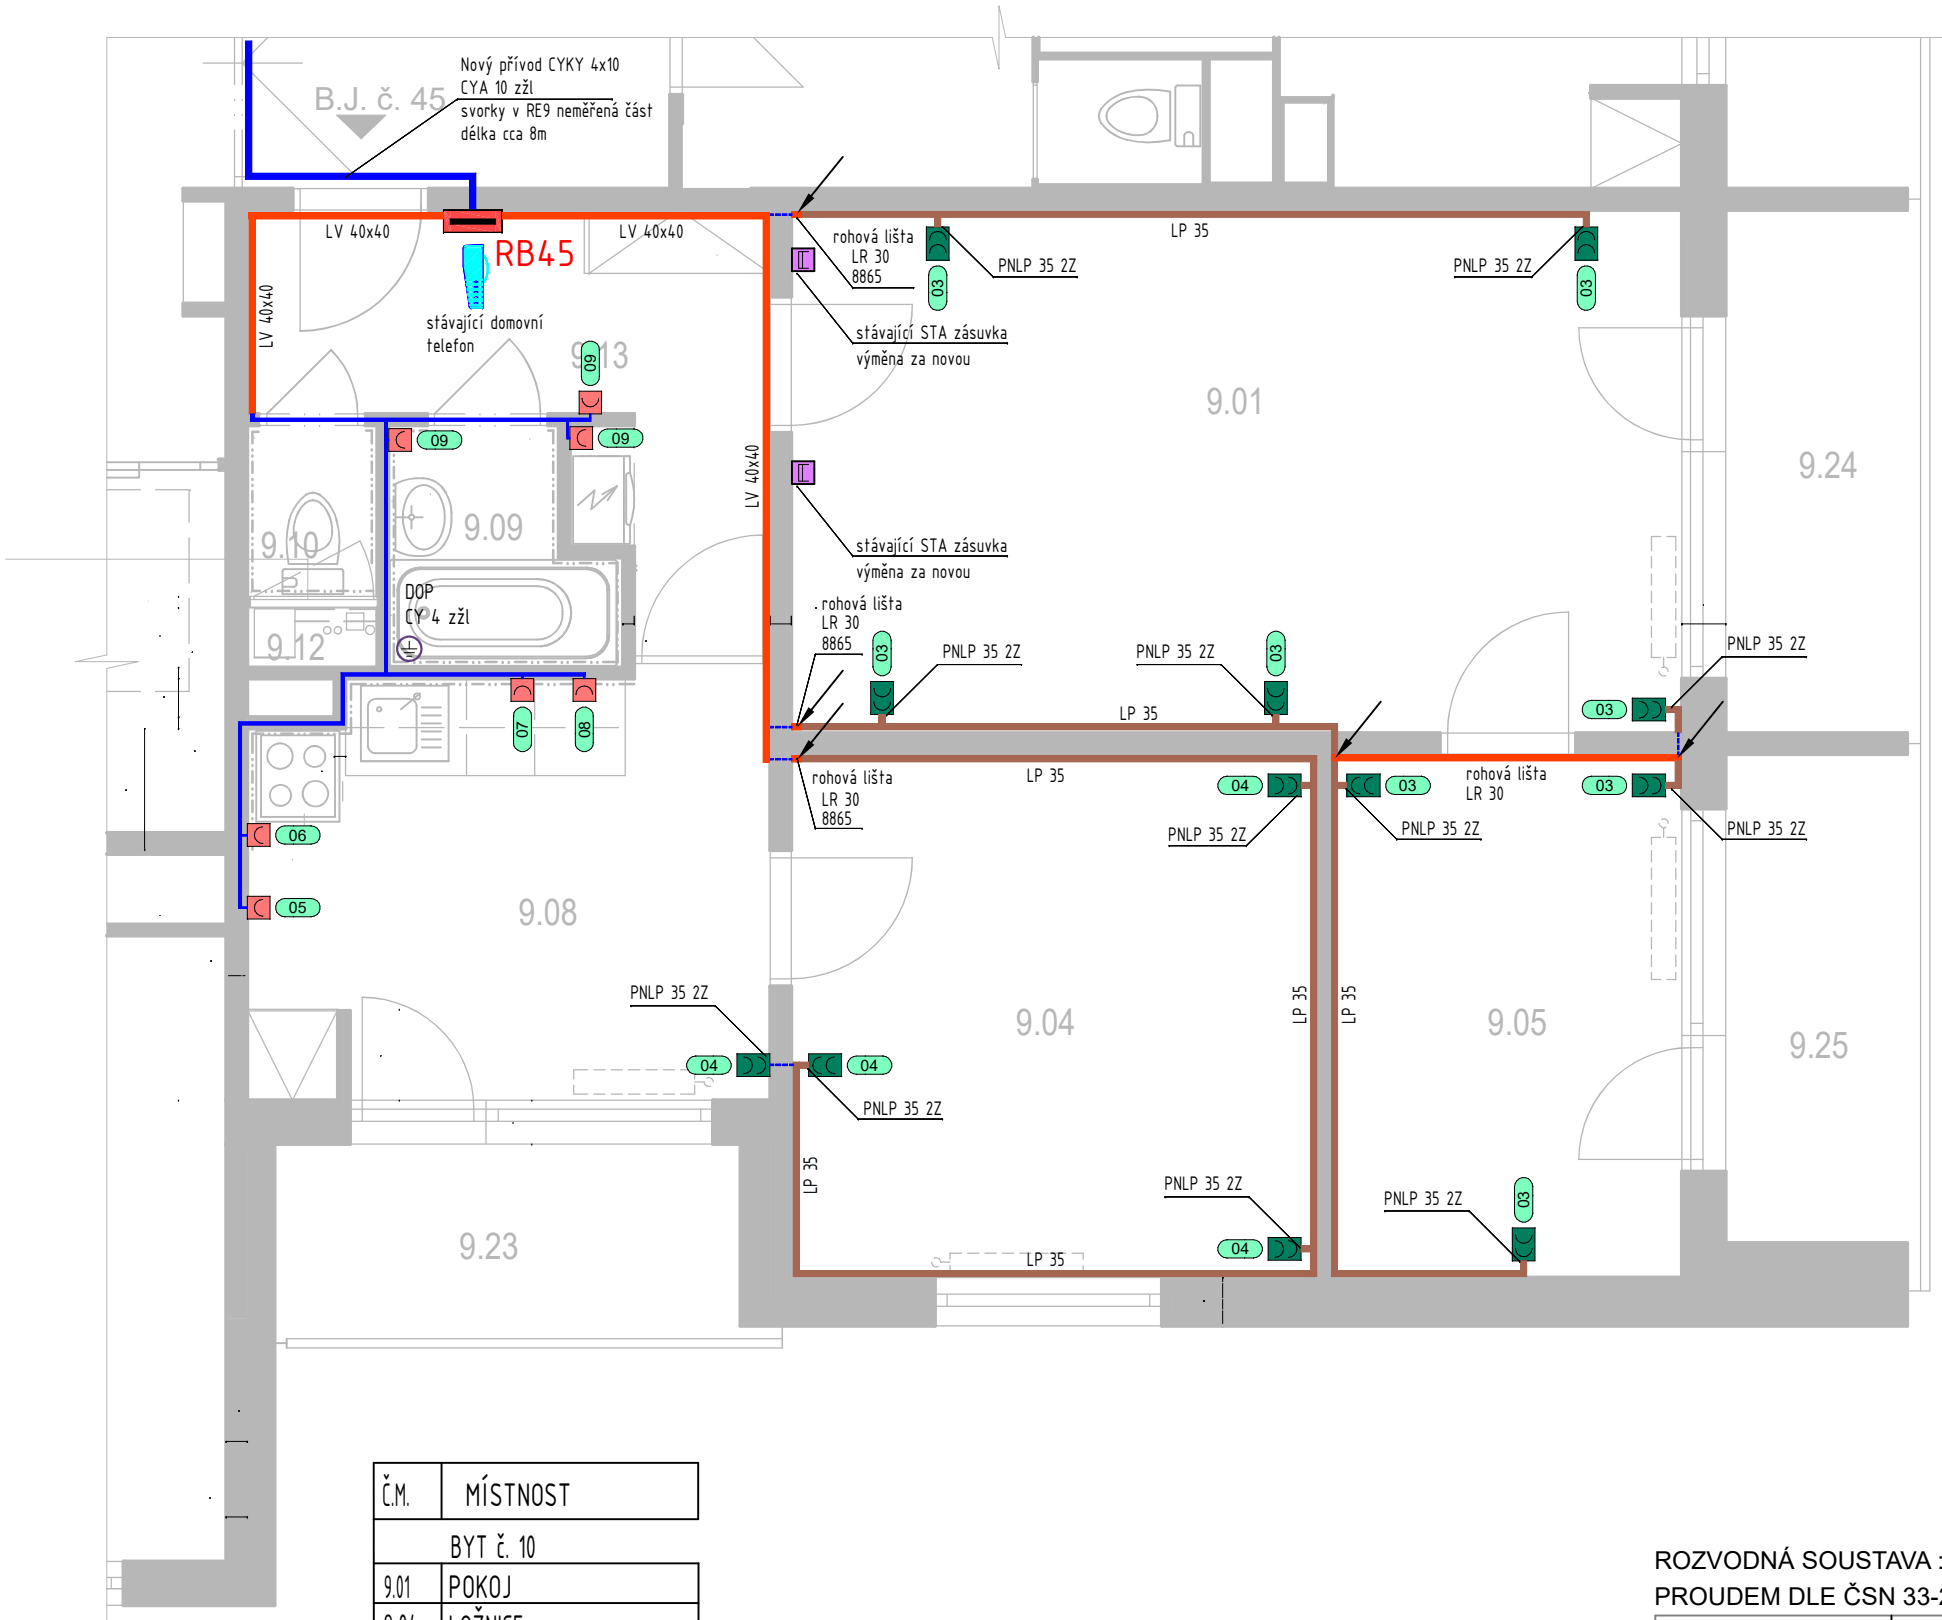 Nový přívod CYKY 4x10
CYA 10 zžl
svorky v RE9 neměřená část
délka cca 8m
B.J. č. 45
LV 40x40
LV 40x40
RB45
LV 40x40
stávající domovní
telefon
rohová lišta
LR 30
8865
03
PNLP 35 2Z
LP 35
PNLP 35 2Z
03
stávající STA zásuvka
výměna za novou
9.13
09
9.01
09
09
LV 40x40
9.24
9.10
9.09
stávající STA zásuvka
výměna za novou
DOP
CY 4 zžl
9.12
rohová lišta
LR 30
8865
03
PNLP 35 2Z
PNLP 35 2Z
03
PNLP 35 2Z
03
LP 35
07
08
rohová lišta
LR 30
8865
LP 35
04
PNLP 35 2Z
03
PNLP 35 2Z
rohová lišta
LR 30
03
PNLP 35 2Z
06
05
9.08
PNLP 35 2Z
04
04
PNLP 35 2Z
9.04
LP 35
LP 35
9.05
9.25
LP 35
PNLP 35 2Z
04
LP 35
PNLP 35 2Z
03
9.23
Č.M. MÍSTNOST
BYT č. 10
9.01 POKOJ
ROZVODNÁ SOUSTAVA :
PROUDEM DLE ČSN 33-2